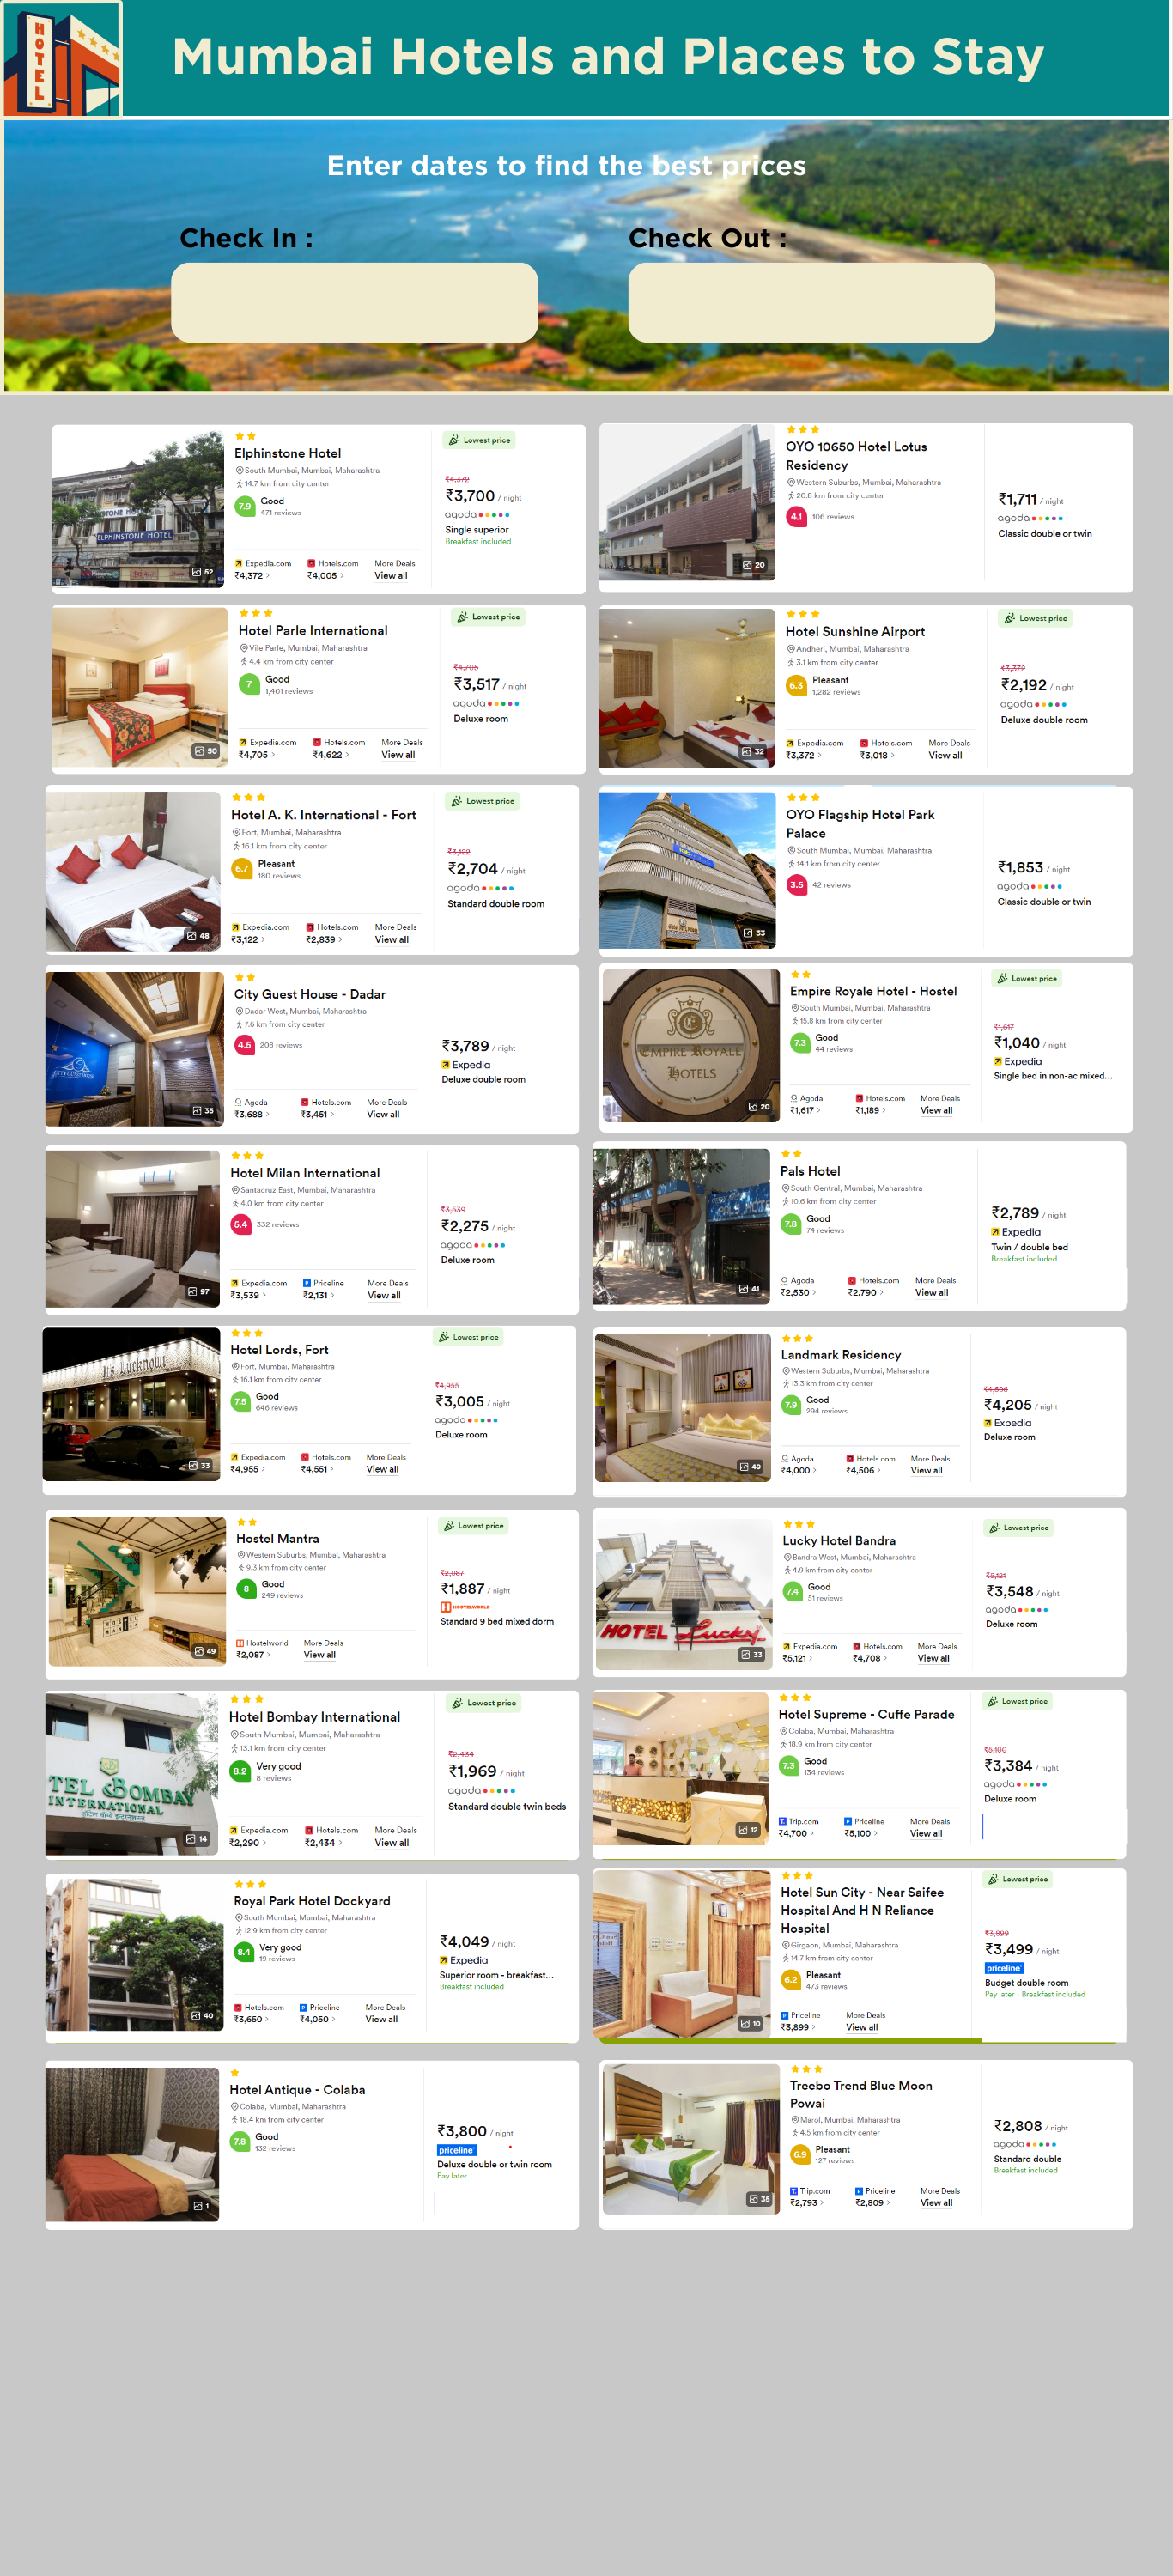 HOTEL
Mumbai Hotels and Places to Stay
Enter dates to find the best prices
Check In :
Check Out :
Elphinstone Hotel
South Mumbai, Mumbai, Maharashtra
14.7 km from city center
7.9 Good
471 reviews
Expedia.com Hotels.com More Deals
₹4,372 > ₹4,005 > View all
ELPHINSTONE HOTEL
52
Lowest price
₹4,372
₹3,700 / night
agoda
Single superior
Breakfast included
OYO 10650 Hotel Lotus
Residency
Western Suburbs, Mumbai, Maharashtra
20.8 km from city center
4.1 106 reviews
20
₹1,711 / night
agoda
Classic double or twin
Hotel Parle International
Vile Parle, Mumbai, Maharashtra
4.4 km from city center
7 Good
1,401 reviews
Expedia.com Hotels.com More Deals
₹4,705 > ₹4,622 > View all
50
Lowest price
₹4,705
₹3,517 / night
agoda
Deluxe room
Hotel Sunshine Airport
Andheri, Mumbai, Maharashtra
3.1 km from city center
6.3 Pleasant
1,282 reviews
Expedia.com Hotels.com More Deals
₹3,372 > ₹3,018 > View all
32
Lowest price
₹3,372
₹2,192 / night
agoda
Deluxe double room
Hotel A. K. International - Fort
Fort, Mumbai, Maharashtra
16.1 km from city center
6.7 Pleasant
180 reviews
Expedia.com Hotels.com More Deals
₹3,122 > ₹2,839 > View all
48
Lowest price
₹3,122
₹2,704 / night
agoda
Standard double room
OYO Flagship Hotel Park
Palace
South Mumbai, Mumbai, Maharashtra
14.1 km from city center
3.5 42 reviews
33
₹1,853 / night
agoda
Classic double or twin
City Guest House - Dadar
Dadar West, Mumbai, Maharashtra
7.6 km from city center
4.5 208 reviews
Agoda Hotels.com More Deals
₹3,688 > ₹3,451 > View all
35
₹3,789 / night
Expedia
Deluxe double room
Empire Royale Hotel - Hostel
South Mumbai, Mumbai, Maharashtra
15.8 km from city center
7.3 Good
44 reviews
Agoda Hotels.com More Deals
₹1,617 > ₹1,189 > View all
EMPIRE ROYALE
HOTELS
20
Lowest price
₹1,617
₹1,040 / night
Expedia
Single bed in non-ac mixed...
Hotel Milan International
Santacruz East, Mumbai, Maharashtra
4.0 km from city center
5.4 332 reviews
Expedia.com Priceline More Deals
₹3,539 > ₹2,131 > View all
97
₹3,539
₹2,275 / night
agoda
Deluxe room
Pals Hotel
South Central, Mumbai, Maharashtra
10.6 km from city center
7.8 Good
74 reviews
Agoda Hotels.com More Deals
₹2,530 > ₹2,790 > View all
41
₹2,789 / night
Expedia
Twin / double bed
Breakfast included
Hotel Lords, Fort
Fort, Mumbai, Maharashtra
16.1 km from city center
7.5 Good
646 reviews
Expedia.com Hotels.com More Deals
₹4,955 > ₹4,551 > View all
33
Lowest price
₹4,955
₹3,005 / night
agoda
Deluxe room
Landmark Residency
Western Suburbs, Mumbai, Maharashtra
13.3 km from city center
7.9 Good
294 reviews
Agoda Hotels.com More Deals
₹4,000 > ₹4,506 > View all
49
₹4,506
₹4,205 / night
Expedia
Deluxe room
Hostel Mantra
Western Suburbs, Mumbai, Maharashtra
9.3 km from city center
8 Good
249 reviews
Hostelworld More Deals
₹2,087 > View all
49
Lowest price
₹2,087
₹1,887 / night
HOSTELWORLD
Standard 9 bed mixed dorm
Lucky Hotel Bandra
Bandra West, Mumbai, Maharashtra
4.9 km from city center
7.4 Good
51 reviews
Expedia.com Hotels.com More Deals
₹5,121 > ₹4,708 > View all
HOTEL Lucky
33
Lowest price
₹5,121
₹3,548 / night
agoda
Deluxe room
Hotel Bombay International
South Mumbai, Mumbai, Maharashtra
13.1 km from city center
8.2 Very good
8 reviews
Expedia.com Hotels.com More Deals
₹2,290 > ₹2,434 > View all
TEL BOMBAY
INTERNATIONAL
14
Lowest price
₹2,434
₹1,969 / night
agoda
Standard double twin beds
Hotel Supreme - Cuffe Parade
Colaba, Mumbai, Maharashtra
18.9 km from city center
7.3 Good
134 reviews
Trip.com Priceline More Deals
₹4,700 > ₹5,100 > View all
12
Lowest price
₹5,100
₹3,384 / night
agoda
Deluxe room
Royal Park Hotel Dockyard
South Mumbai, Mumbai, Maharashtra
12.9 km from city center
8.4 Very good
19 reviews
Hotels.com Priceline More Deals
₹3,650 > ₹4,050 > View all
40
₹4,049 / night
Expedia
Superior room - breakfast...
Breakfast included
Hotel Sun City - Near Saifee
Hospital And H N Reliance
Hospital
Girgaon, Mumbai, Maharashtra
14.7 km from city center
6.2 Pleasant
473 reviews
Priceline More Deals
₹3,899 > View all
10
Lowest price
₹3,899
₹3,499 / night
priceline
Budget double room
Pay later - Breakfast included
Hotel Antique - Colaba
Colaba, Mumbai, Maharashtra
18.4 km from city center
7.8 Good
132 reviews
1
₹3,800 / night
priceline
Deluxe double or twin room
Pay later
Treebo Trend Blue Moon
Powai
Marol, Mumbai, Maharashtra
4.5 km from city center
6.9 Pleasant
127 reviews
Trip.com Priceline More Deals
₹2,793 > ₹2,809 > View all
35
₹2,808 / night
agoda
Standard double
Breakfast included